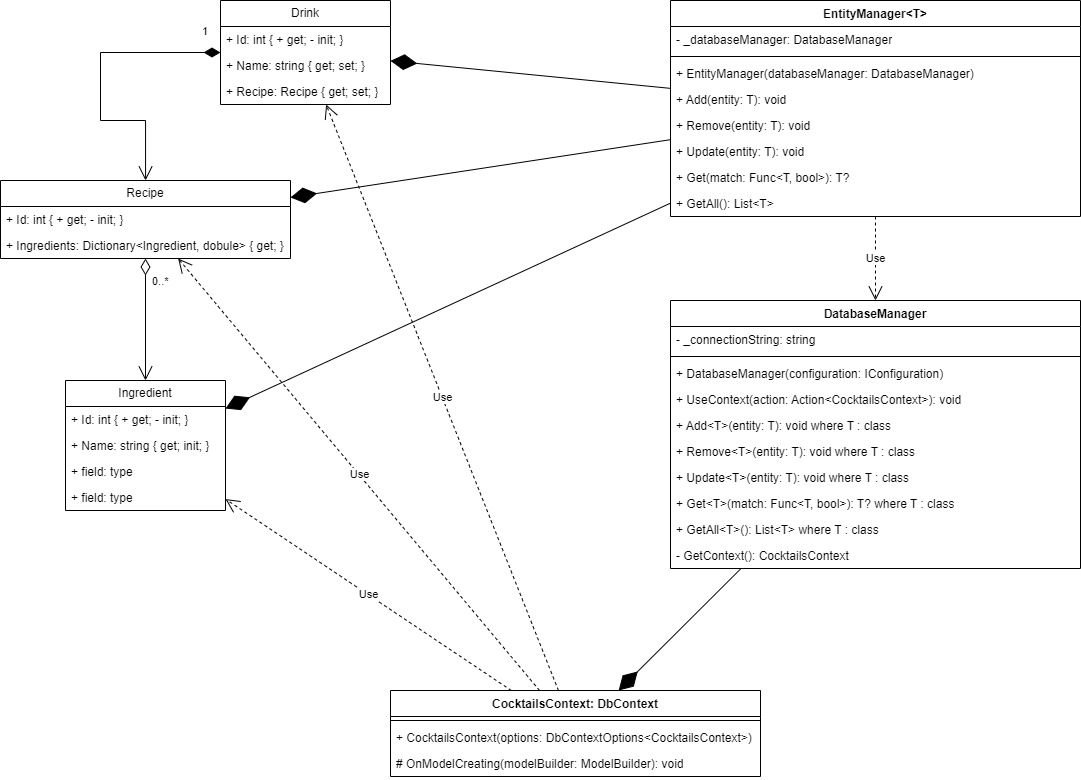 Drink
+ Id: int { + get; - init; }
+ Name: string { get; set; }
+ Recipe: Recipe { get; set; }
1
EntityManager<T>
- _databaseManager: DatabaseManager
+ EntityManager(databaseManager: DatabaseManager)
+ Add(entity: T): void
+ Remove(entity: T): void
+ Update(entity: T): void
+ Get(match: Func<T, bool>): T?
+ GetAll(): List<T>
Recipe
+ Id: int { + get; - init; }
+ Ingredients: Dictionary<Ingredient, dobule> { get; }
0..*
Use
DatabaseManager
- _connectionString: string
+ DatabaseManager(configuration: IConfiguration)
+ UseContext(action: Action<CocktailsContext>): void
+ Add<T>(entity: T): void where T : class
+ Remove<T>(entity: T): void where T : class
+ Update<T>(entity: T): void where T : class
+ Get<T>(match: Func<T, bool>): T? where T : class
+ GetAll<T>(): List<T> where T : class
- GetContext(): CocktailsContext
Ingredient
+ Id: int { + get; - init; }
+ Name: string { get; init; }
+ field: type
+ field: type
Use
Use
Use
CocktailsContext: DbContext
+ CocktailsContext(options: DbContextOptions<CocktailsContext>)
# OnModelCreating(modelBuilder: ModelBuilder): void